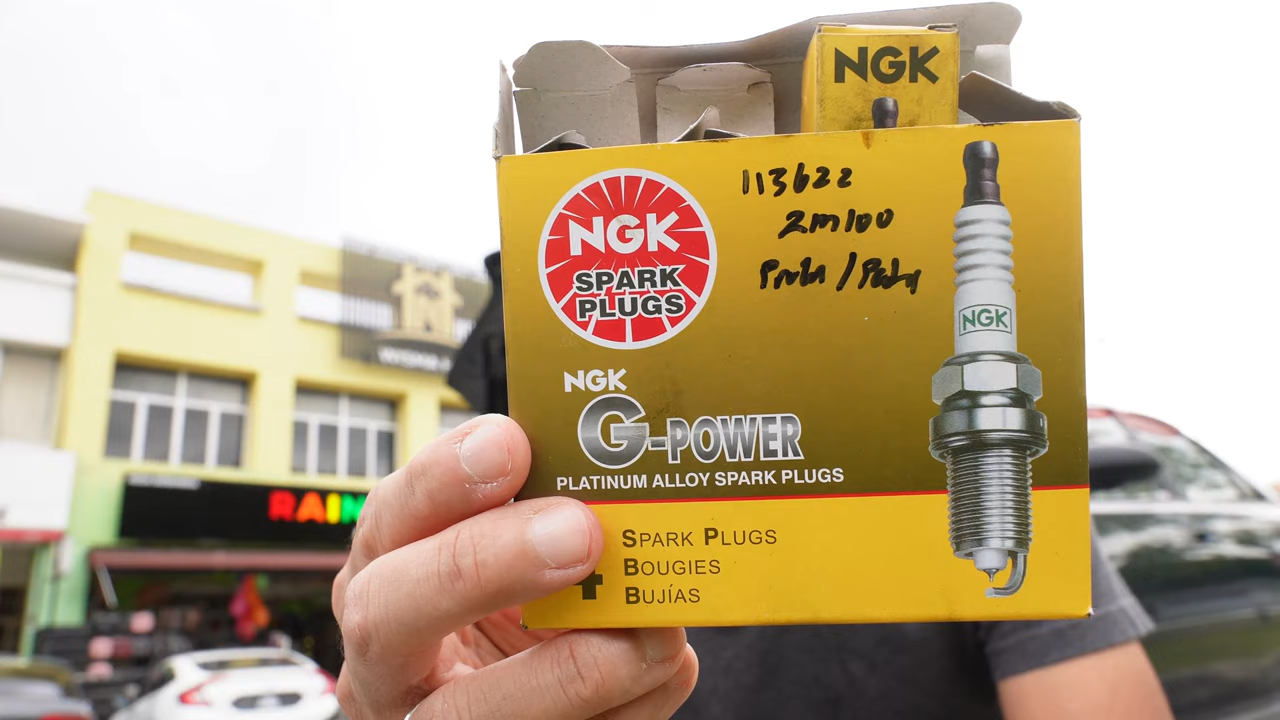 NGK
NGK
SPARK
PLUGS
113622
2m100
NGK
NGK
G-POWER
PLATINUM ALLOY SPARK PLUGS
SPARK PLUGS
BOUGIES
BUJÍAS
RAIN